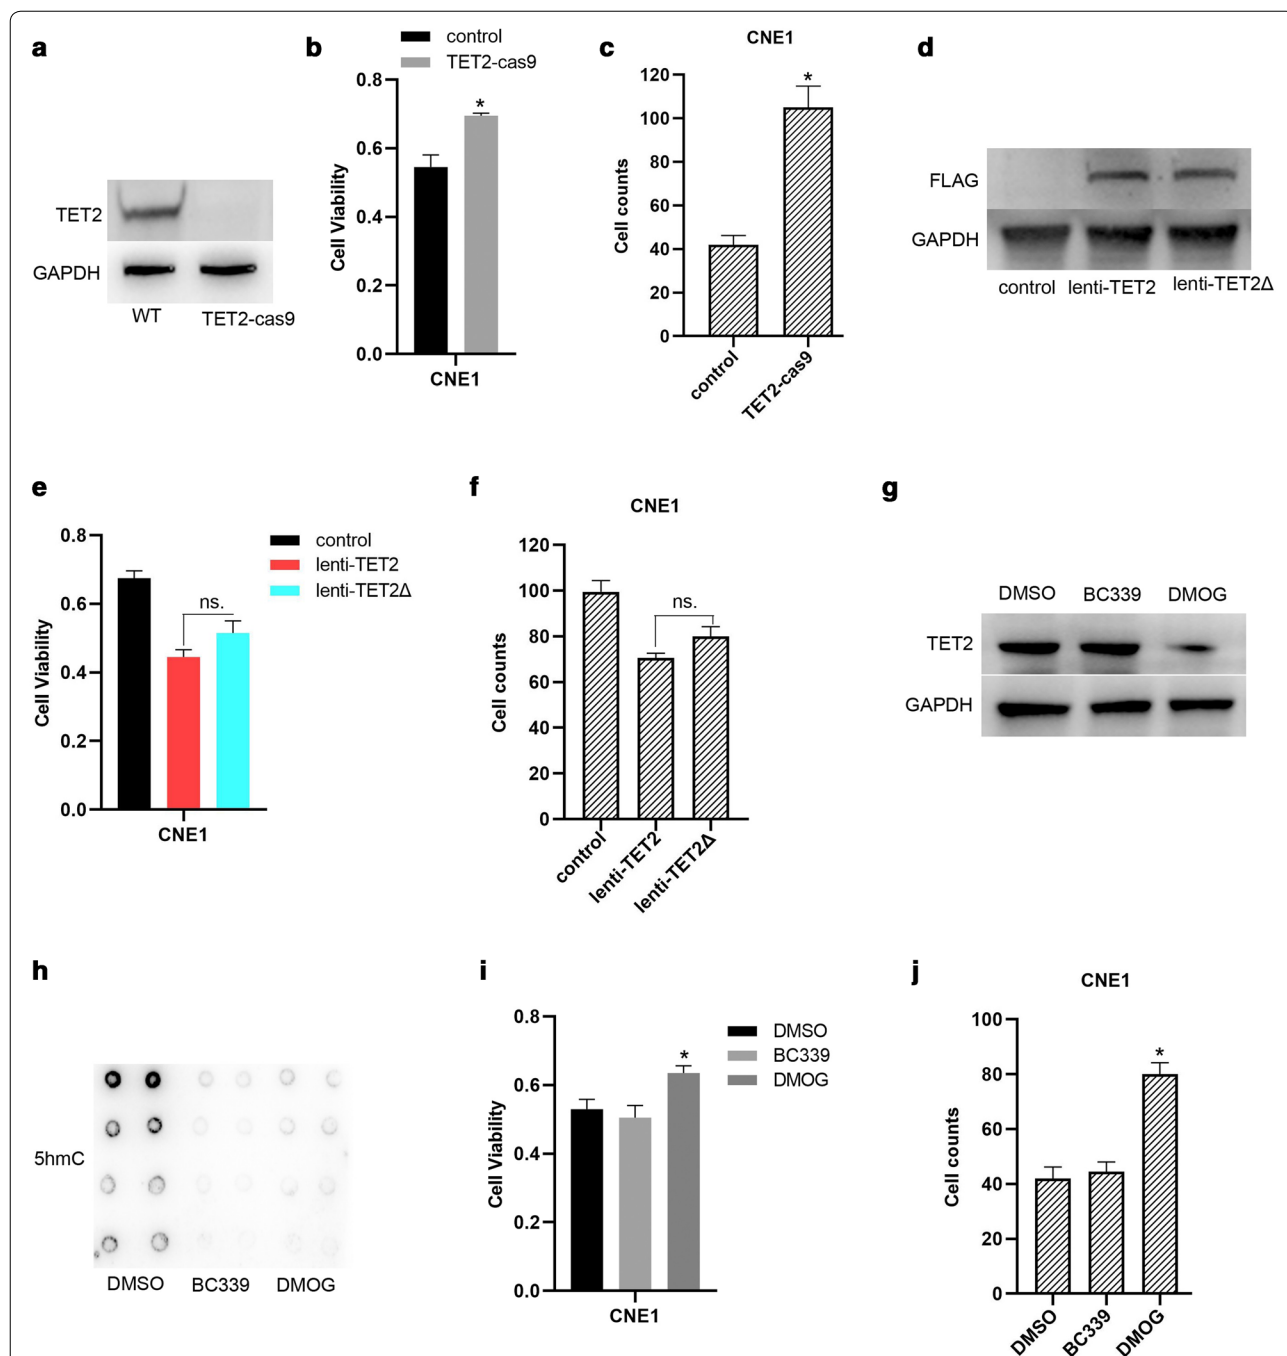 a
TET2
GAPDH
WT TET2-cas9
b
control
TET2-cas9
0.8
0.6
0.4
0.2
0.0
Cell Viability
*
CNE1
c
CNE1
120
100
80
60
40
20
0
Cell counts
*
control
TET2-cas9
d
FLAG
GAPDH
control lenti-TET2 lenti-TET2Δ
e
0.8
0.6
0.4
0.2
0.0
Cell Viability
ns.
CNE1
control
lenti-TET2
lenti-TET2Δ
f
CNE1
120
100
80
60
40
20
0
Cell counts
ns.
control
lenti-TET2
lenti-TET2Δ
g
DMSO BC339 DMOG
TET2
GAPDH
h
5hmC
DMSO BC339 DMOG
i
0.8
0.6
0.4
0.2
0.0
Cell Viability
*
CNE1
DMSO
BC339
DMOG
j
CNE1
100
80
60
40
20
0
Cell counts
*
DMSO
BC339
DMOG